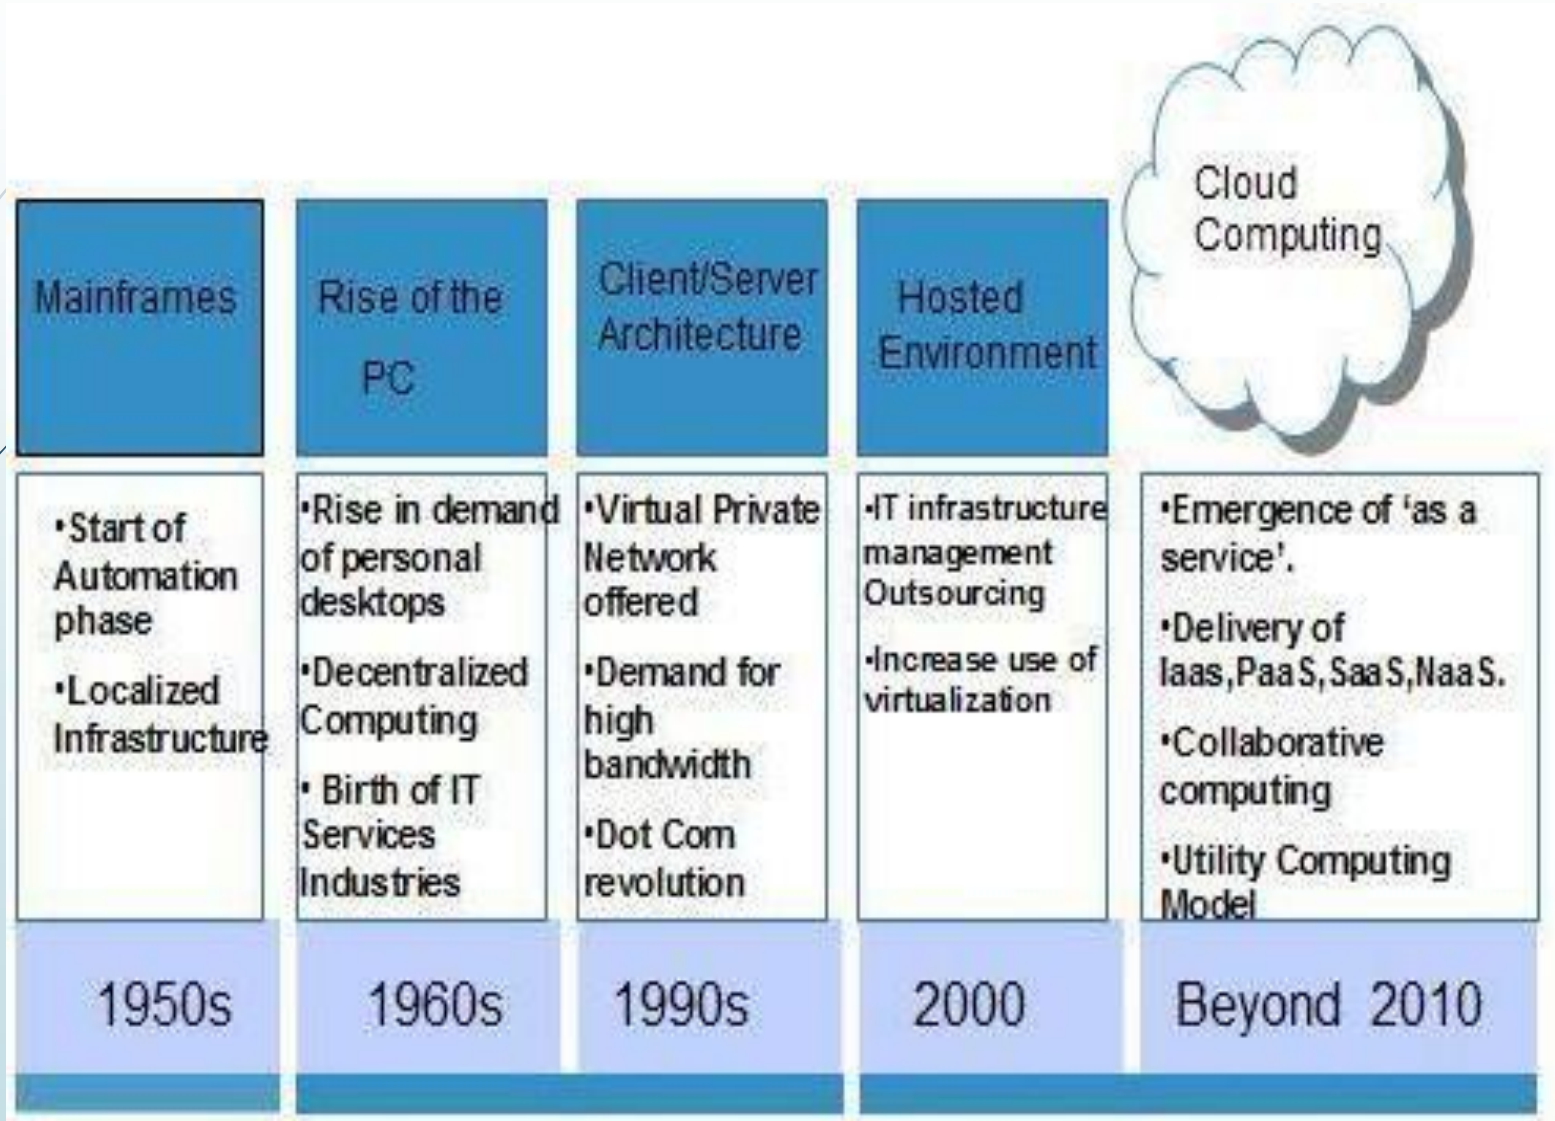 Mainframes
Rise of the
PC
Client/Server
Architecture
Hosted
Environment
Cloud
Computing
•Start of
Automation
phase
•Localized
Infrastructure
•Rise in demand
of personal
desktops
•Decentralized
Computing
• Birth of IT
Services
Industries
•Virtual Private
Network
offered
•Demand for
high
bandwidth
•Dot Com
revolution
•IT infrastructure
management
Outsourcing
•Increase use of
virtualization
•Emergence of ‘as a
service’.
•Delivery of
Iaas,PaaS,SaaS,NaaS.
•Collaborative
computing
•Utility Computing
Model
1950s
1960s
1990s
2000
Beyond 2010